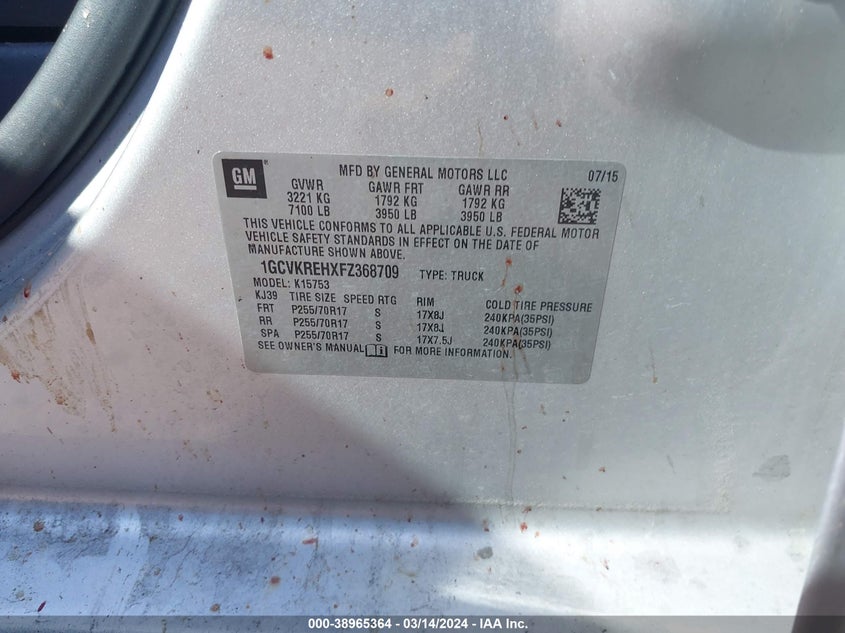 GM
MFD BY GENERAL MOTORS LLC 07/15
GVWR GAWR FRT GAWR RR
3221 KG 1792 KG 1792 KG
7100 LB 3950 LB 3950 LB
THIS VEHICLE CONFORMS TO ALL APPLICABLE U.S. FEDERAL MOTOR
VEHICLE SAFETY STANDARDS IN EFFECT ON THE DATE OF
MANUFACTURE SHOWN ABOVE.
1GCVKREHXFZ368709 TYPE: TRUCK
MODEL: K15753
KJ39 TIRE SIZE SPEED RTG RIM COLD TIRE PRESSURE
FRT P255/70R17 S 17X8J 240KPA(35PSI)
RR P255/70R17 S 17X8J 240KPA(35PSI)
SPA P255/70R17 S 17X7.5J 240KPA(35PSI)
SEE OWNER'S MANUAL FOR MORE INFORMATION.
000-38965364 - 03/14/2024 - IAA Inc.